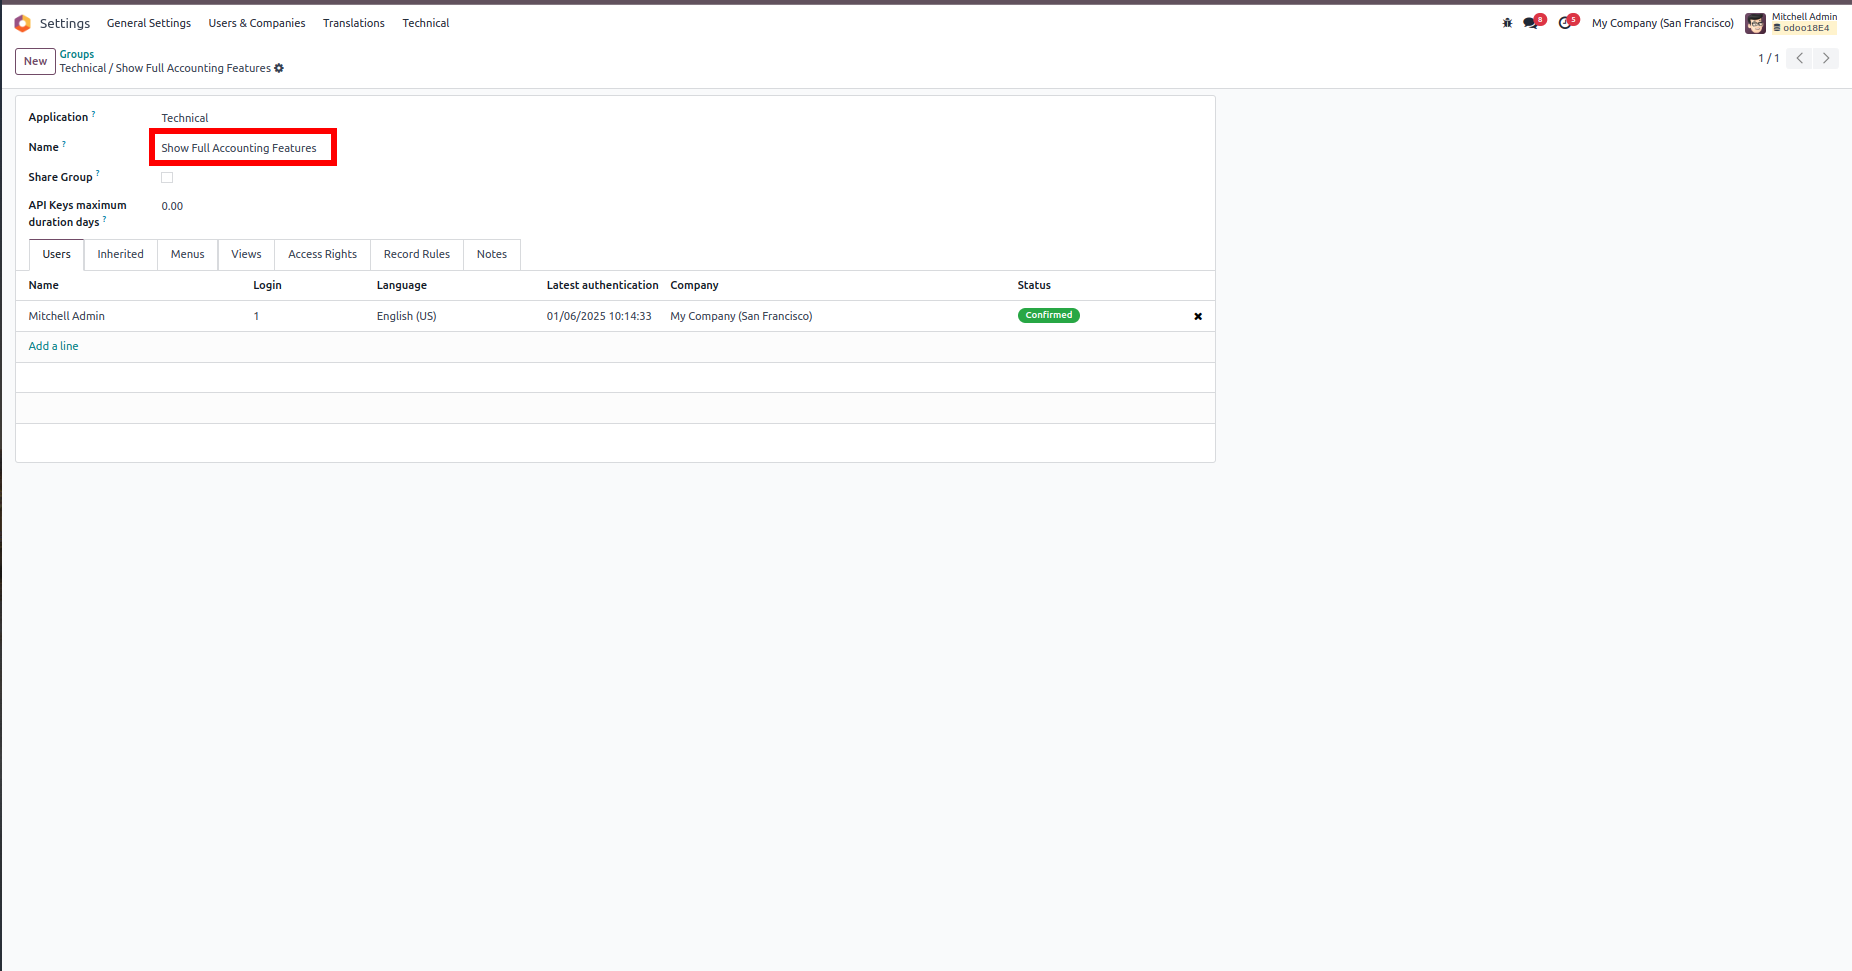 Settings General Settings Users & Companies Translations Technical 8 5 My Company (San Francisco) Mitchell Admin
odoo18E4
New Groups
Technical / Show Full Accounting Features 1 / 1
Application ? Technical
Name ? Show Full Accounting Features
Share Group ?
API Keys maximum
duration days ? 0.00
Users Inherited Menus Views Access Rights Record Rules Notes
Name Login Language Latest authentication Company Status
Mitchell Admin 1 English (US) 01/06/2025 10:14:33 My Company (San Francisco) Confirmed
Add a line